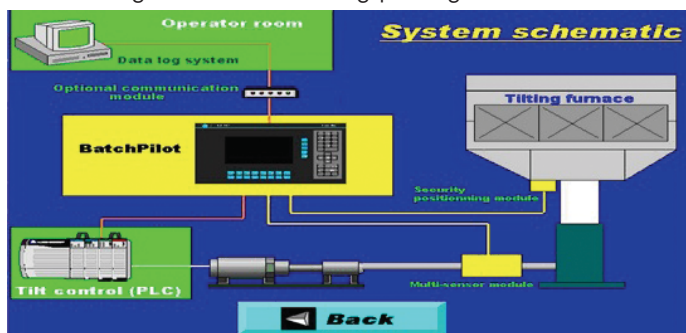 Operator room
System schematic
Data log system
Optional communication
module
Tilting furnace
BatchPilot
Security
positionning module
Tilt control (PLC)
Multi-sensor module
Back